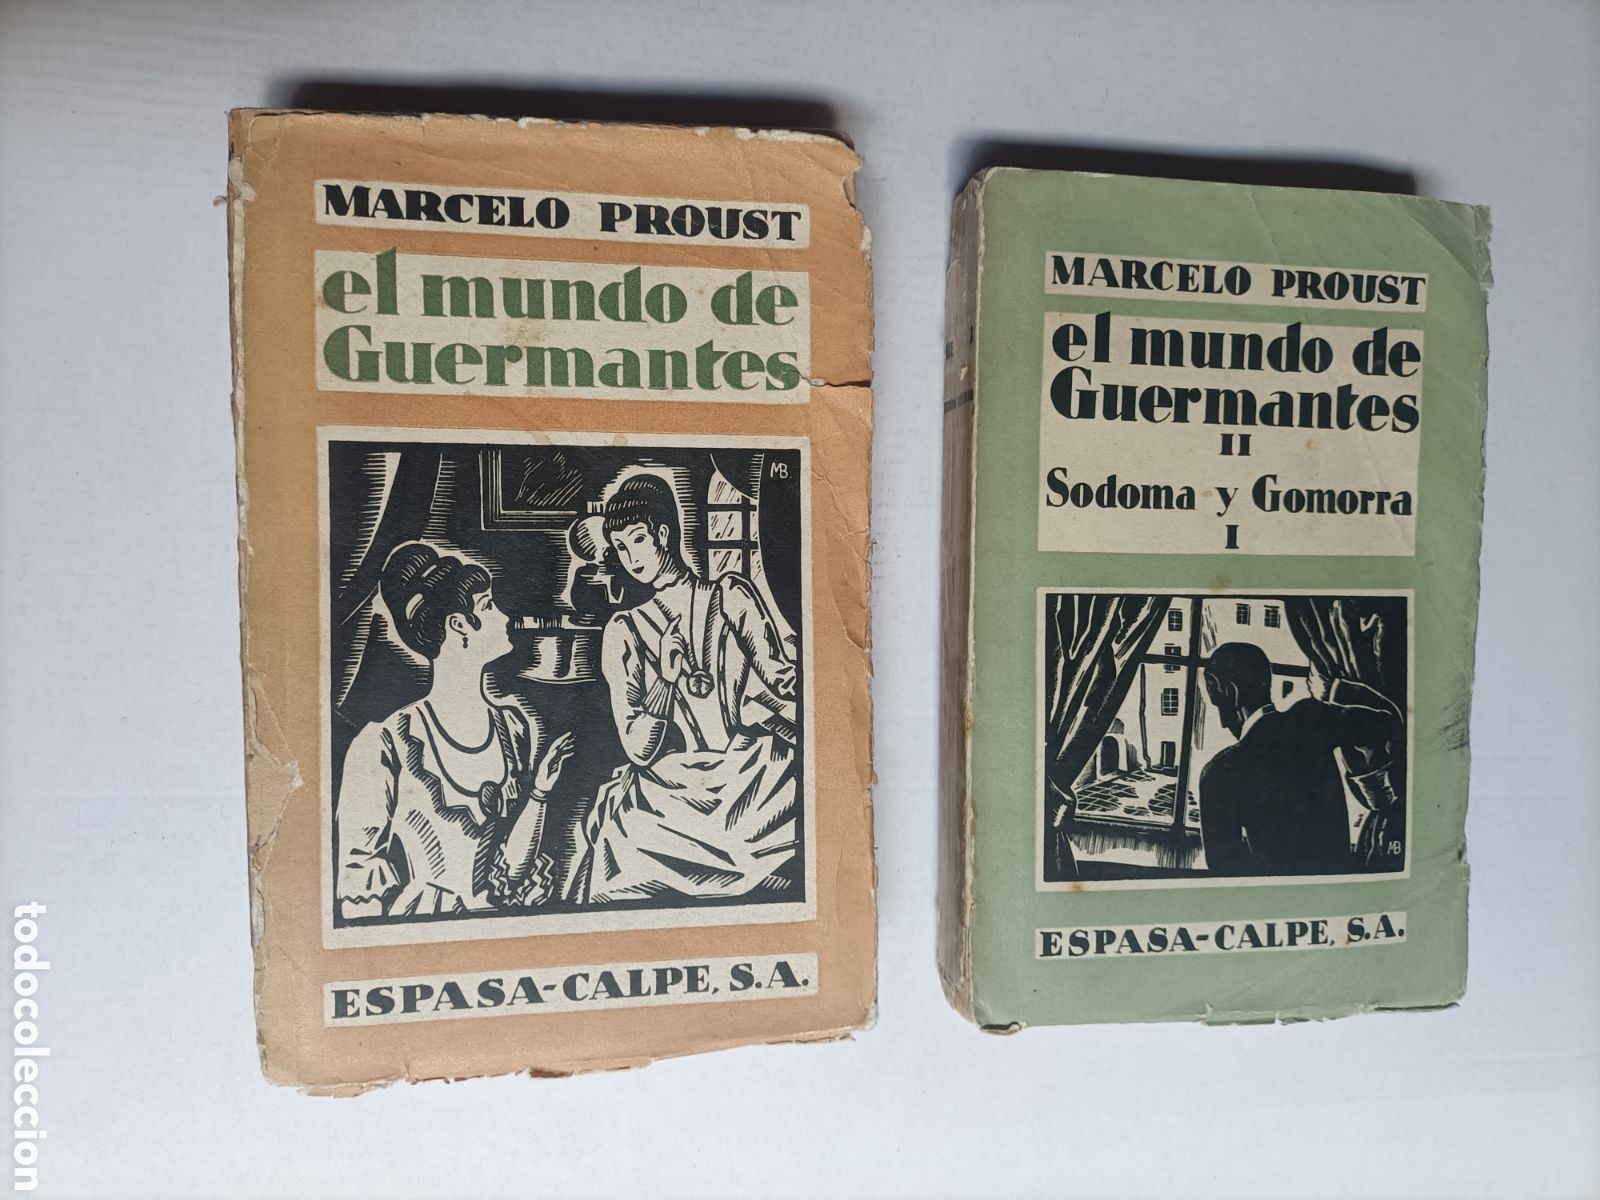 MARCELO PROUST
el mundo de
Guermantes
MB
ESPASA-CALPE, S.A.
MARCELO PROUST
el mundo de
Guermantes
II
Sodoma y Gomorra
I
MB
ESPASA-CALPE, S.A.
todocoleccion